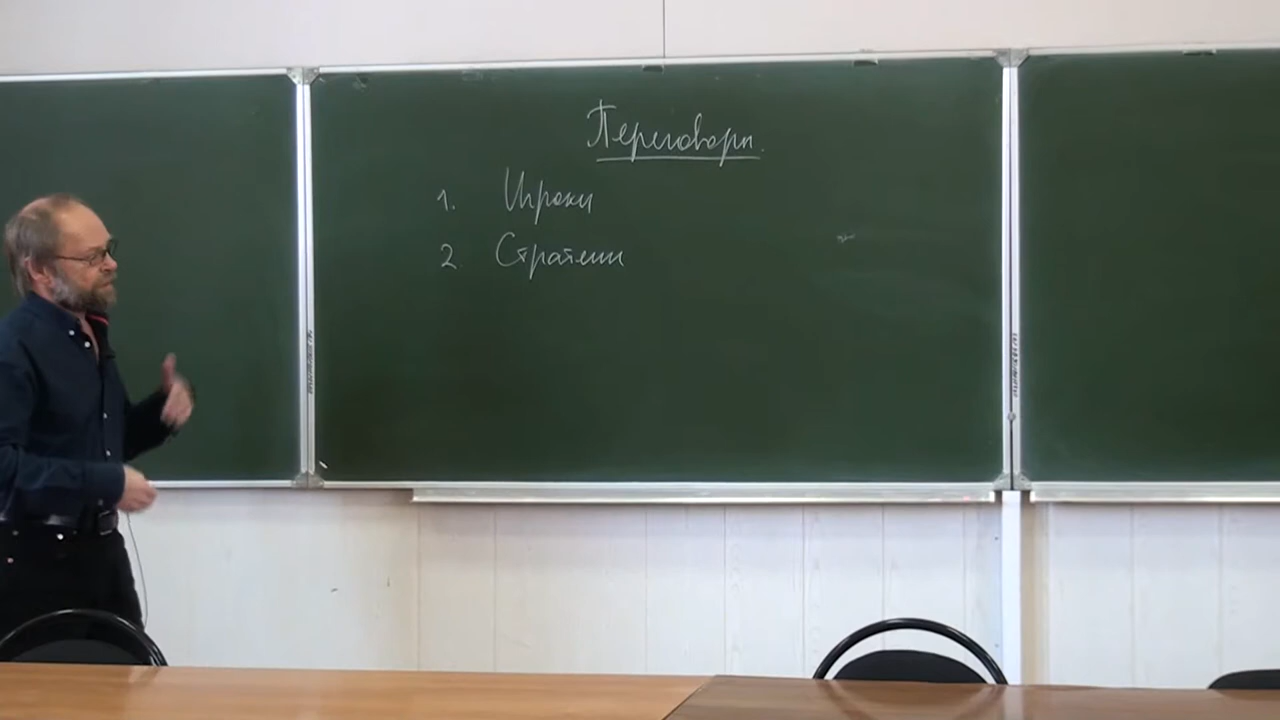 Переговоры.
1. Игроки
2 Стратегии